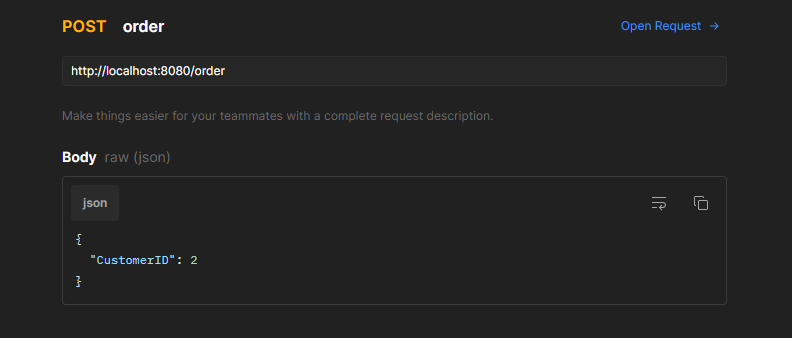 POST order Open Request →
http://localhost:8080/order
Make things easier for your teammates with a complete request description.
Body raw (json)
json
{
  "CustomerID": 2
}